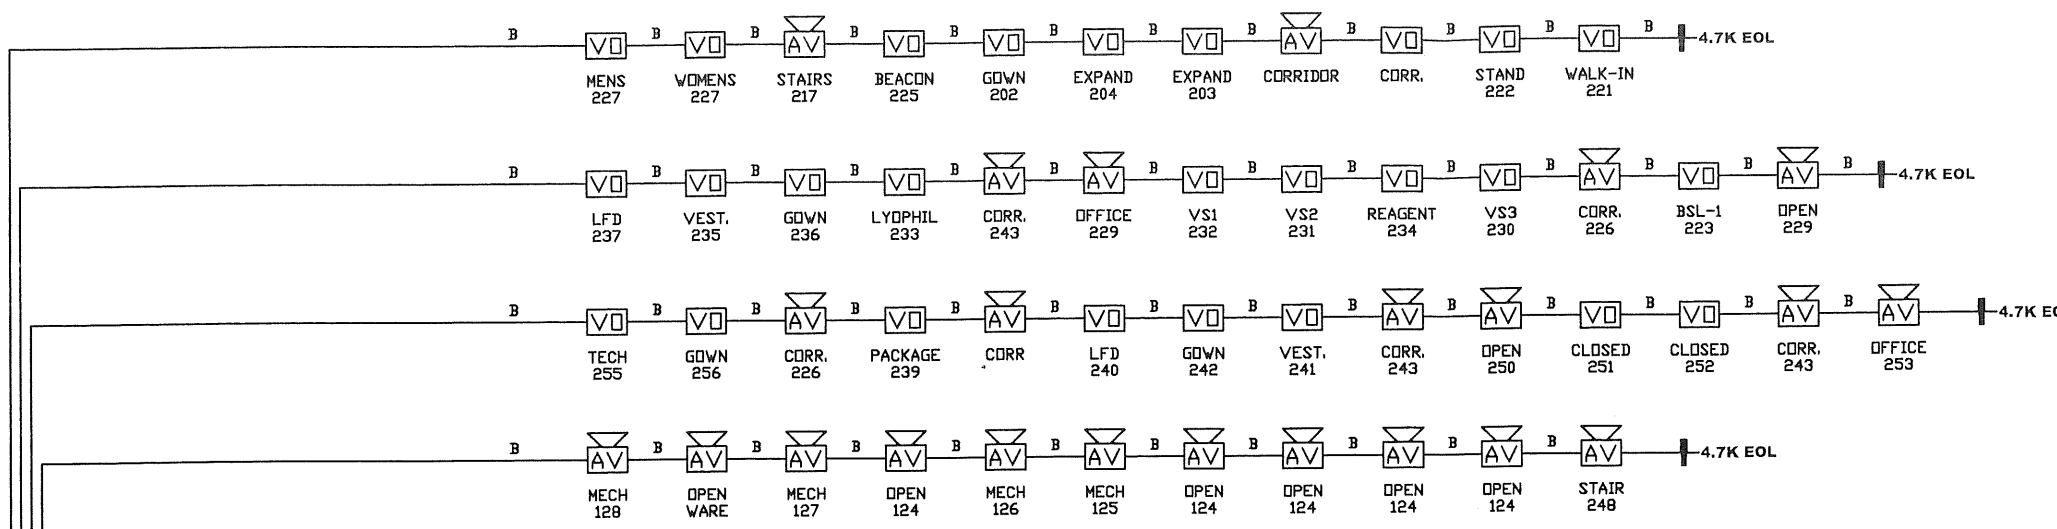 B B B B B B B B B B B B
VO VO AV VO VO VO VO AV VO VO VO 4.7K EOL
MENS WOMENS STAIRS BEACON GOWN EXPAND EXPAND CORRIDOR CORR. STAND WALK-IN
227 227 217 225 202 204 203 222 221
B B B B B B B B B B B B B B
VO VO VO VO AV AV VO VO VO VO AV VO AV 4.7K EOL
LFD VEST. GOWN LYOPHIL CORR. OFFICE VS1 VS2 REAGENT VS3 CORR. BSL-1 OPEN
237 235 236 233 243 229 232 231 234 230 226 223 229
B B B B B B B B B B B B B B
VO VO AV VO AV VO VO VO AV AV VO VO AV AV 4.7K EO
TECH GOWN CORR. PACKAGE CORR LFD GOWN VEST. CORR. OPEN CLOSED CLOSED CORR. OFFICE
255 256 226 239 240 242 241 243 250 251 252 243 253
B B B B B B B B B B B
AV AV AV AV AV AV AV AV AV AV AV 4.7K EOL
MECH OPEN MECH OPEN MECH MECH OPEN OPEN OPEN OPEN STAIR
128 WARE 127 124 126 125 124 124 124 124 248